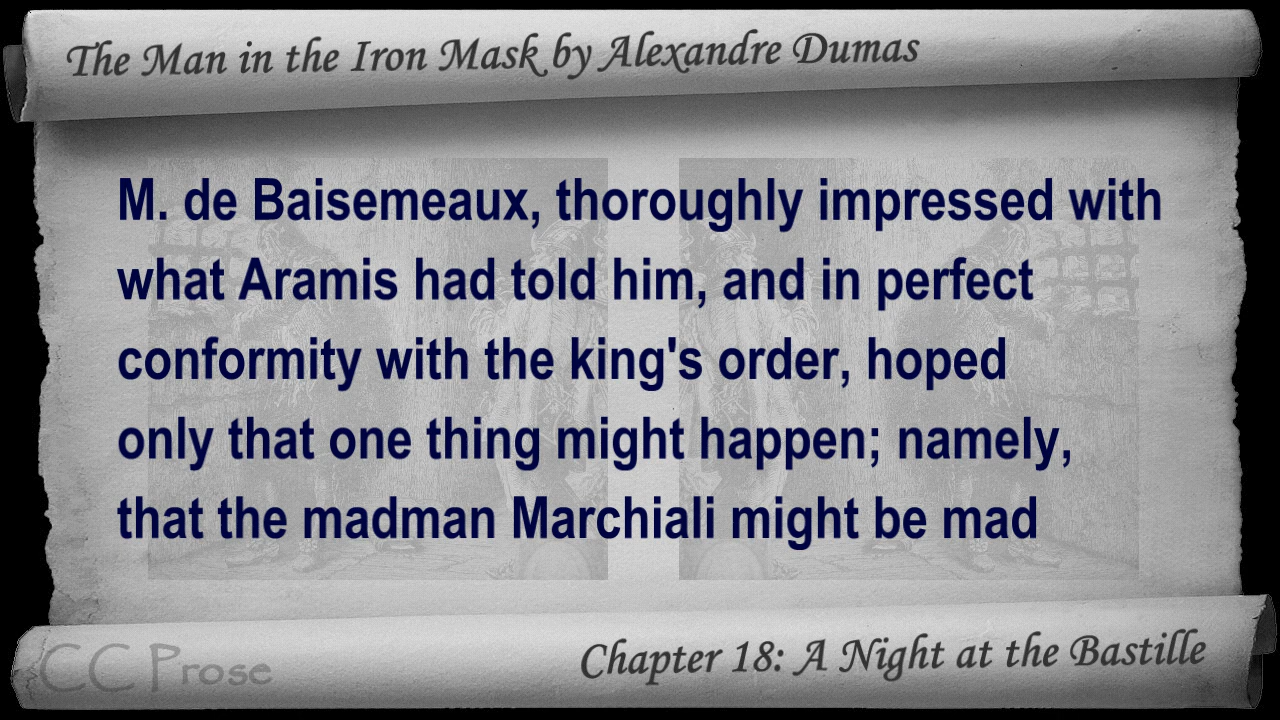 The Man in the Iron Mask by Alexandre Dumas
M. de Baisemeaux, thoroughly impressed with
what Aramis had told him, and in perfect
conformity with the king's order, hoped
only that one thing might happen; namely,
that the madman Marchiali might be mad
CC Prose
Chapter 18: A Night at the Bastille